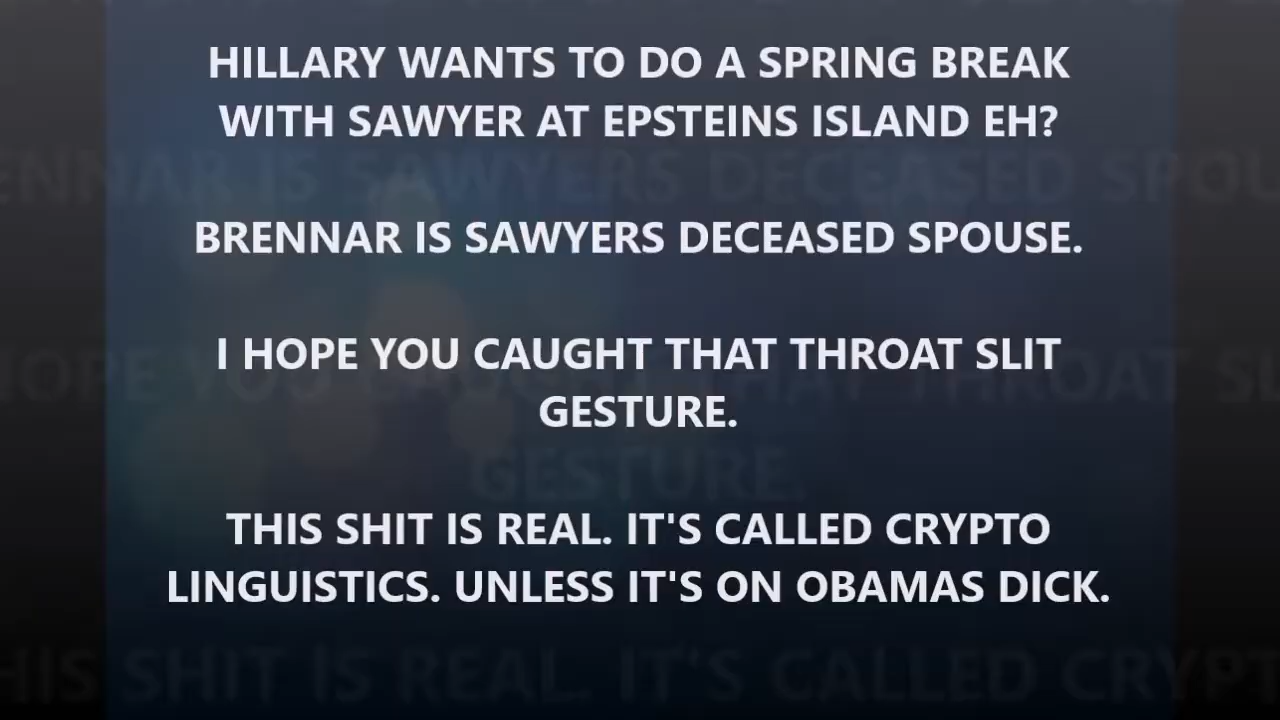 HILLARY WANTS TO DO A SPRING BREAK
WITH SAWYER AT EPSTEINS ISLAND EH?
BRENNAR IS SAWYERS DECEASED SPOUSE.
I HOPE YOU CAUGHT THAT THROAT SLIT
GESTURE.
THIS SHIT IS REAL. IT'S CALLED CRYPTO
LINGUISTICS. UNLESS IT'S ON OBAMAS DICK.